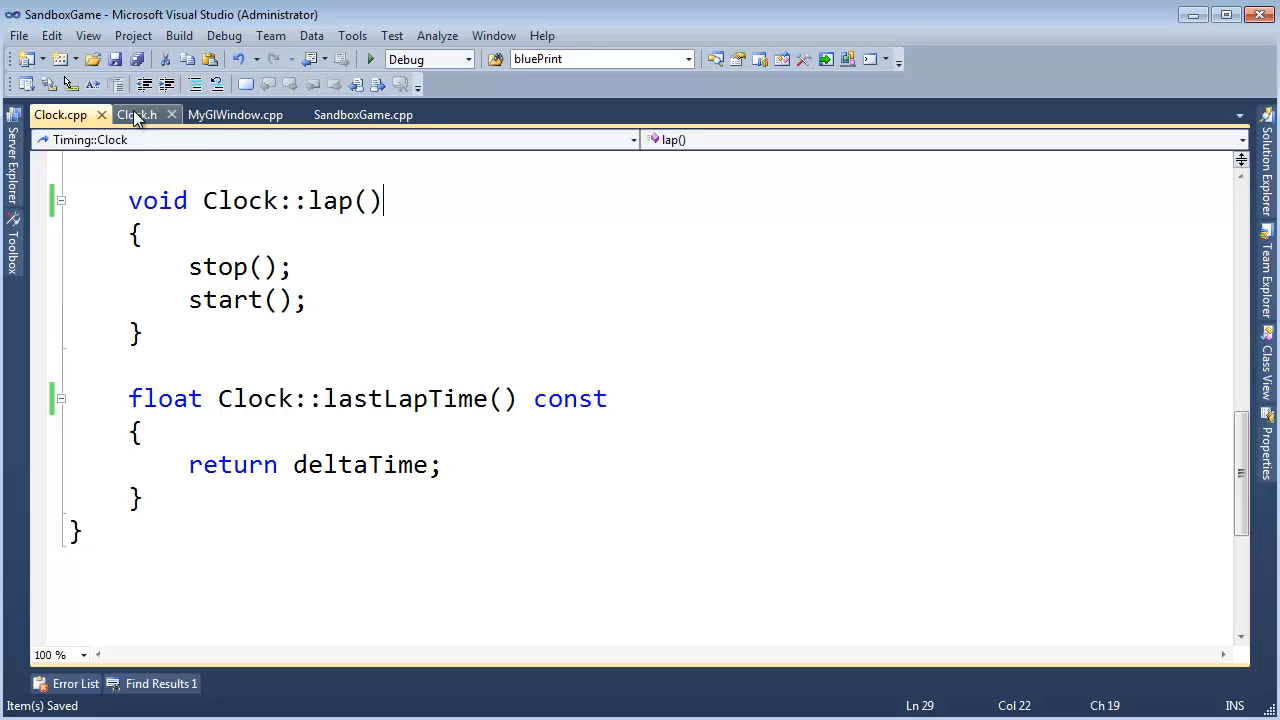 SandboxGame - Microsoft Visual Studio (Administrator)
File Edit View Project Build Debug Team Data Tools Test Analyze Window Help
Debug bluePrint
Clock.cpp Clock.h MyGlWindow.cpp SandboxGame.cpp
Timing::Clock lap()
void Clock::lap()
{
stop();
start();
}
float Clock::lastLapTime() const
{
return deltaTime;
}
}
100 %
Error List Find Results 1
Item(s) Saved Ln 29 Col 22 Ch 19 INS
Server Explorer
Toolbox
Solution Explorer
Team Explorer
Class View
Properties